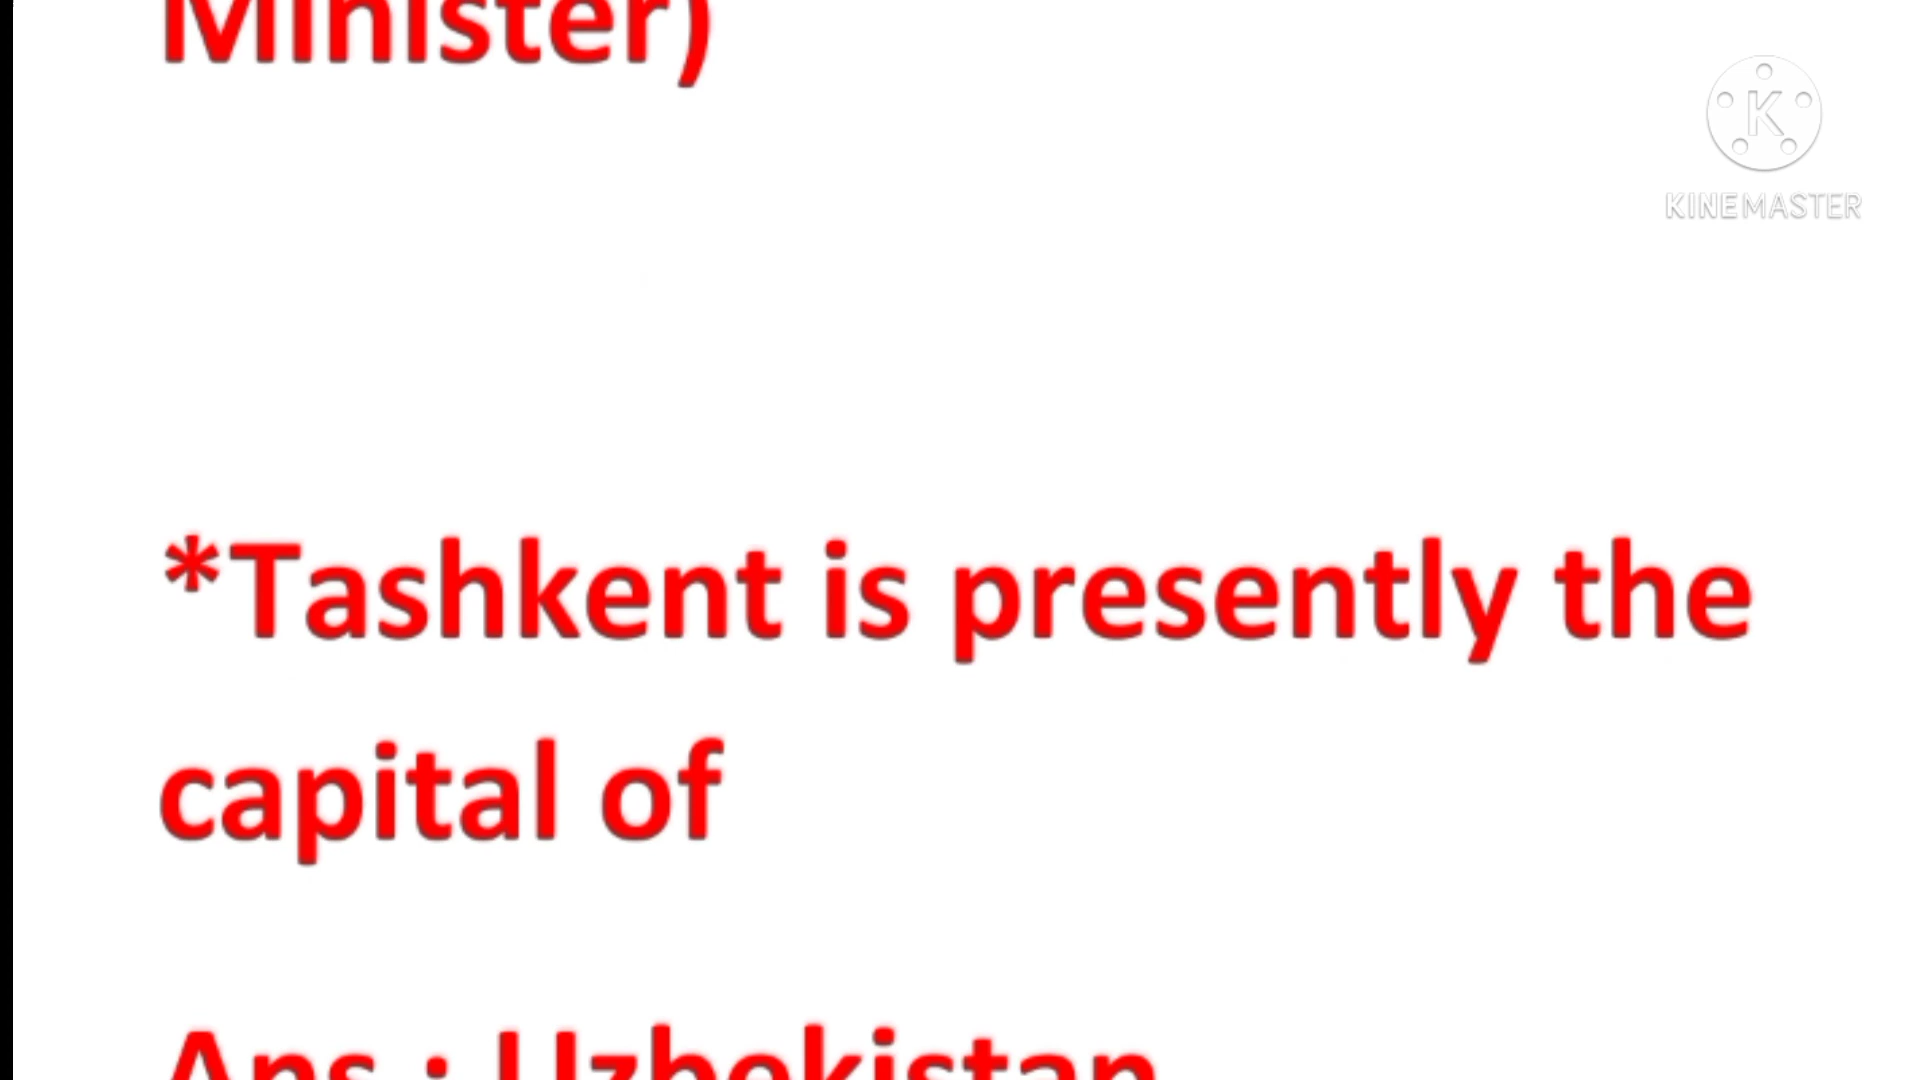 Minister)
K
KINEMASTER
*Tashkent is presently the
capital of
Ans : Uzbekistan